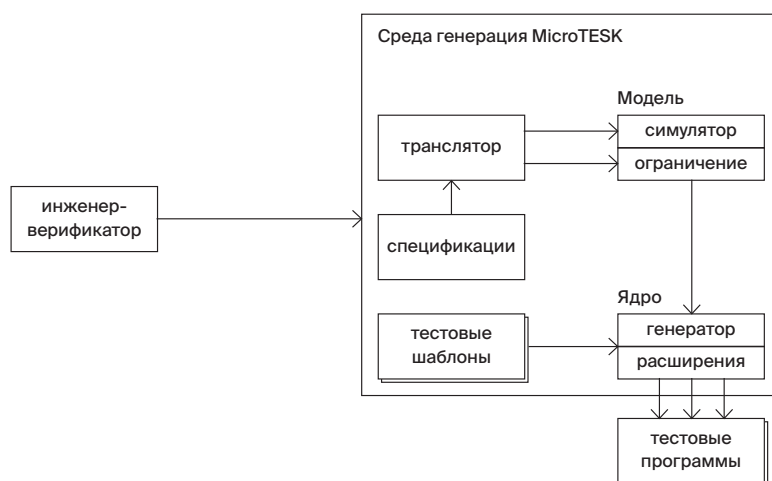 Среда генерация MicroTESK
Модель
симулятор
ограничение
транслятор
инженер-
верификатор
спецификации
Ядро
генератор
расширения
тестовые
шаблоны
тестовые
программы